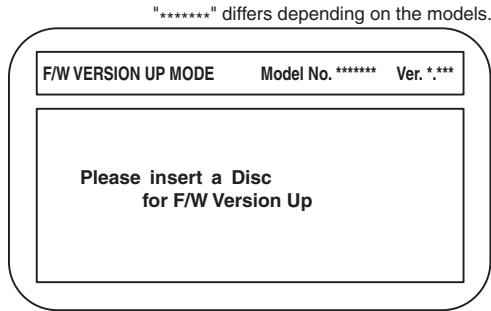 "*******" differs depending on the models.
F/W VERSION UP MODE Model No. ******* Ver. *.***
Please insert a Disc
for F/W Version Up